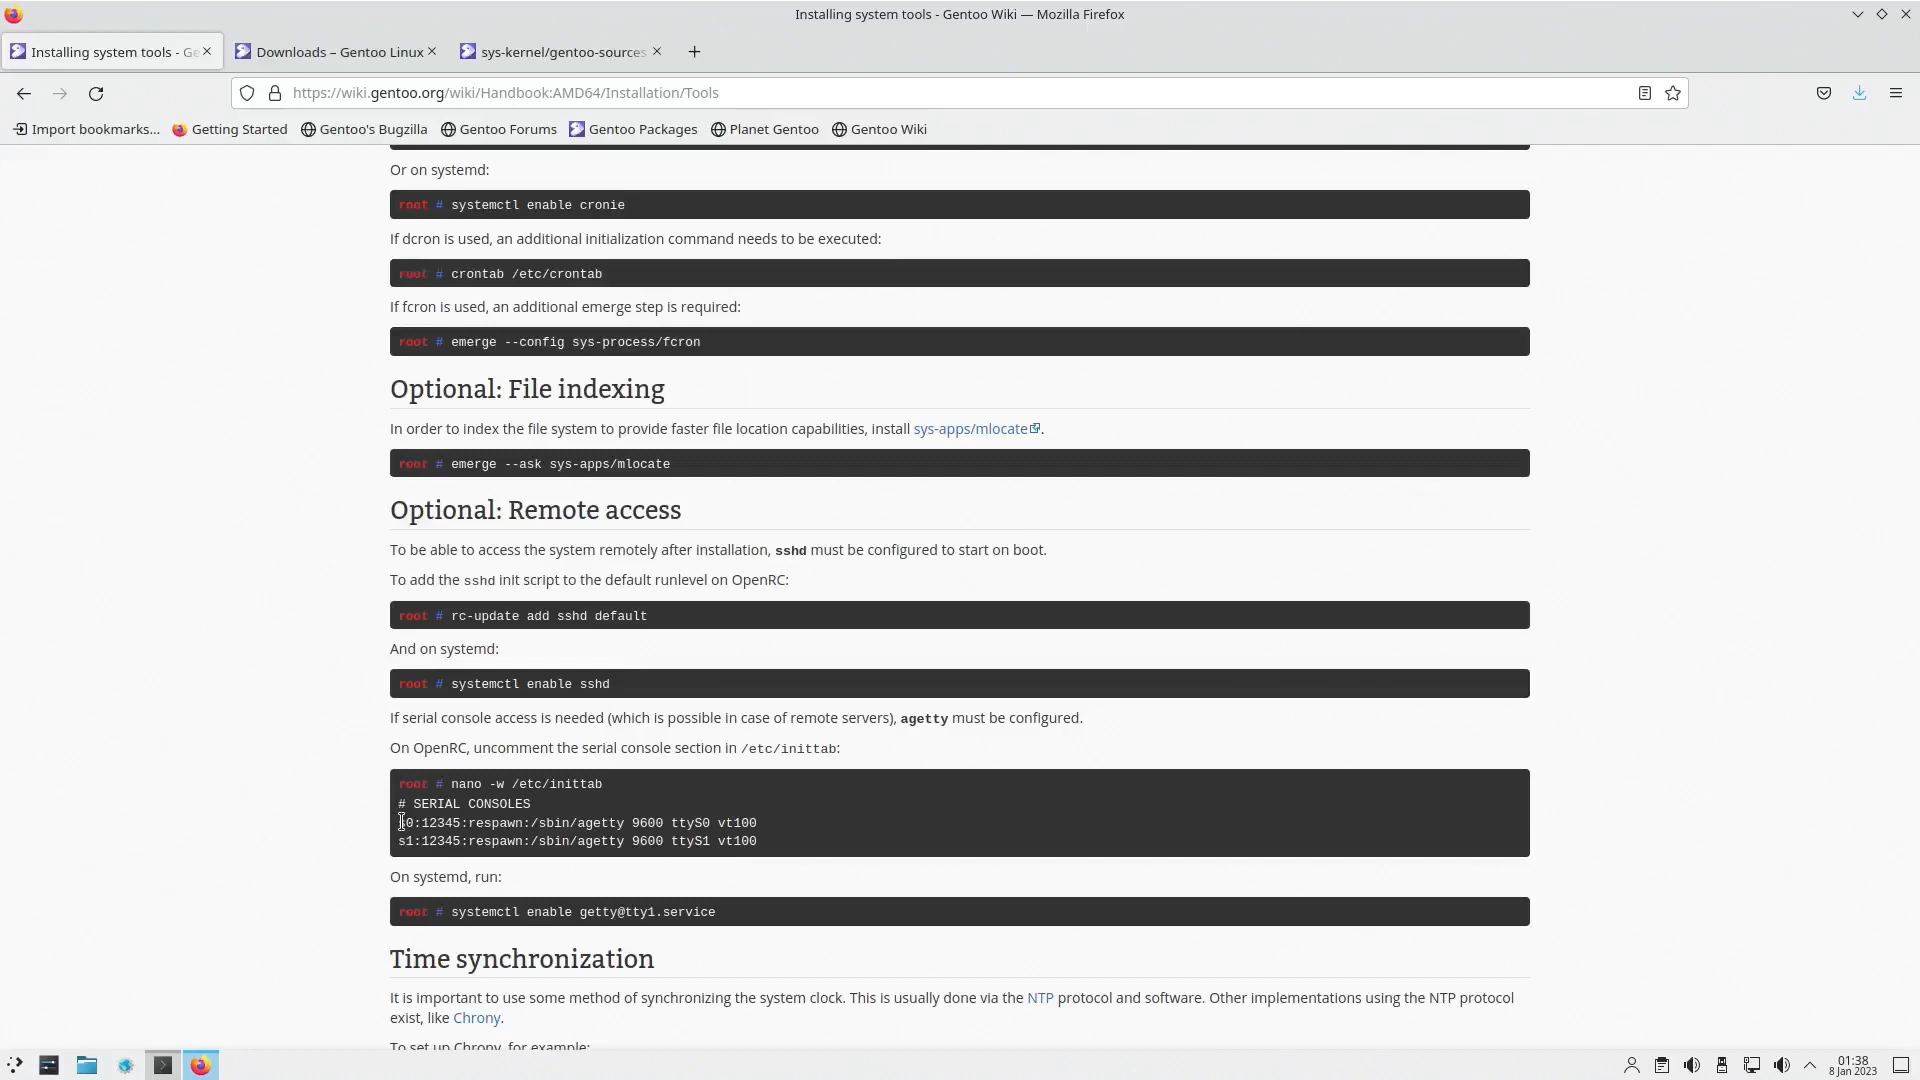 Installing system tools - Gentoo Wiki — Mozilla Firefox
Installing system tools - Ge
Downloads – Gentoo Linux
sys-kernel/gentoo-sources
https://wiki.gentoo.org/wiki/Handbook:AMD64/Installation/Tools
Import bookmarks...
Getting Started
Gentoo's Bugzilla
Gentoo Forums
Gentoo Packages
Planet Gentoo
Gentoo Wiki
Or on systemd:
root # systemctl enable cronie
If dcron is used, an additional initialization command needs to be executed:
root # crontab /etc/crontab
If fcron is used, an additional emerge step is required:
root # emerge --config sys-process/fcron
Optional: File indexing
In order to index the file system to provide faster file location capabilities, install sys-apps/mlocate.
root # emerge --ask sys-apps/mlocate
Optional: Remote access
To be able to access the system remotely after installation, sshd must be configured to start on boot.
To add the sshd init script to the default runlevel on OpenRC:
root # rc-update add sshd default
And on systemd:
root # systemctl enable sshd
If serial console access is needed (which is possible in case of remote servers), agetty must be configured.
On OpenRC, uncomment the serial console section in /etc/inittab:
root # nano -w /etc/inittab
# SERIAL CONSOLES
s0:12345:respawn:/sbin/agetty 9600 ttyS0 vt100
s1:12345:respawn:/sbin/agetty 9600 ttyS1 vt100
On systemd, run:
root # systemctl enable getty@tty1.service
Time synchronization
It is important to use some method of synchronizing the system clock. This is usually done via the NTP protocol and software. Other implementations using the NTP protocol
exist, like Chrony.
To set up Chrony, for example:
01:38
8 Jan 2023